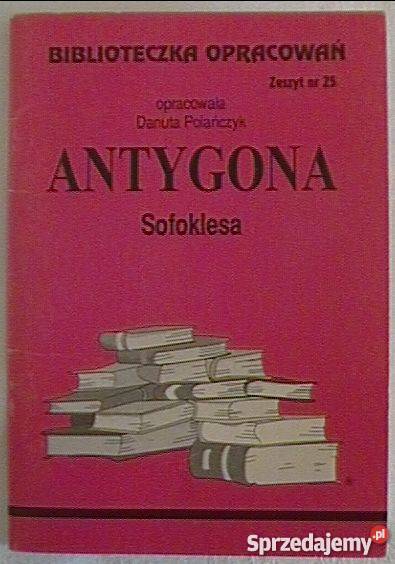 BIBLIOTECZKA OPRACOWAŃ
Zeszyt nr 25
opracowała
Danuta Polańczyk
ANTYGONA
Sofoklesa
Sprzedajemy.pl